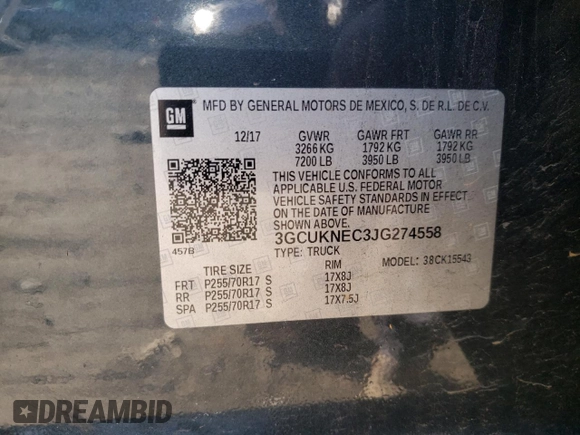 GM
MFD BY GENERAL MOTORS DE MEXICO, S. DE R.L. DE C.V.
12/17 GVWR GAWR FRT GAWR RR
3266 KG 1792 KG 1792 KG
7200 LB 3950 LB 3950 LB
THIS VEHICLE CONFORMS TO ALL
APPLICABLE U.S. FEDERAL MOTOR
VEHICLE SAFETY STANDARDS IN EFFECT
ON THE DATE OF MANUFACTURE SHOWN ABOVE.
3GCUKNEC3JG274558
457B TYPE: TRUCK MODEL: 38CK15543
TIRE SIZE RIM
FRT P255/70R17 S 17X8J
RR P255/70R17 S 17X8J
SPA P255/70R17 S 17X7.5J
DREAMBID